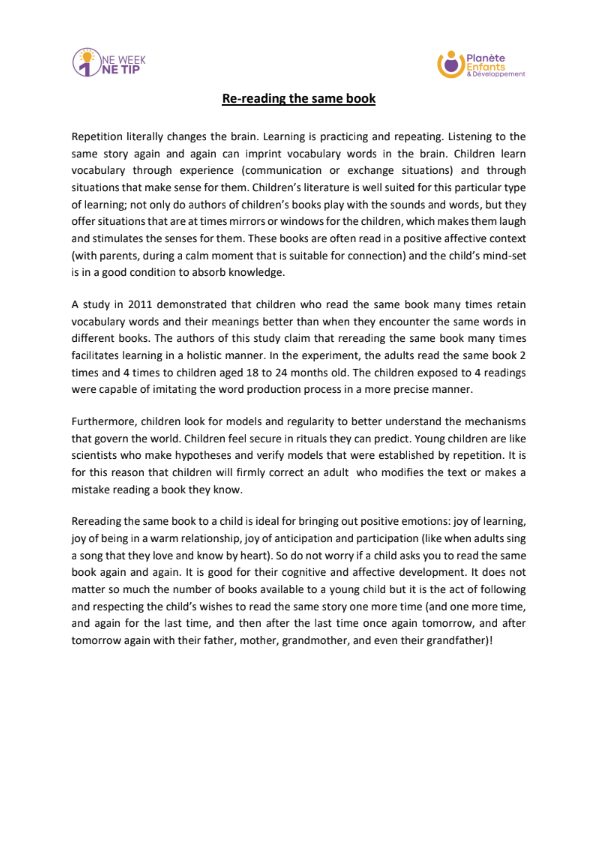 1 NE WEEK
NE TIP
Planète
Enfants
& Développement
Re-reading the same book
Repetition literally changes the brain. Learning is practicing and repeating. Listening to the
same story again and again can imprint vocabulary words in the brain. Children learn
vocabulary through experience (communication or exchange situations) and through
situations that make sense for them. Children’s literature is well suited for this particular type
of learning; not only do authors of children’s books play with the sounds and words, but they
offer situations that are at times mirrors or windows for the children, which makes them laugh
and stimulates the senses for them. These books are often read in a positive affective context
(with parents, during a calm moment that is suitable for connection) and the child’s mind-set
is in a good condition to absorb knowledge.
A study in 2011 demonstrated that children who read the same book many times retain
vocabulary words and their meanings better than when they encounter the same words in
different books. The authors of this study claim that rereading the same book many times
facilitates learning in a holistic manner. In the experiment, the adults read the same book 2
times and 4 times to children aged 18 to 24 months old. The children exposed to 4 readings
were capable of imitating the word production process in a more precise manner.
Furthermore, children look for models and regularity to better understand the mechanisms
that govern the world. Children feel secure in rituals they can predict. Young children are like
scientists who make hypotheses and verify models that were established by repetition. It is
for this reason that children will firmly correct an adult who modifies the text or makes a
mistake reading a book they know.
Rereading the same book to a child is ideal for bringing out positive emotions: joy of learning,
joy of being in a warm relationship, joy of anticipation and participation (like when adults sing
a song that they love and know by heart). So do not worry if a child asks you to read the same
book again and again. It is good for their cognitive and affective development. It does not
matter so much the number of books available to a young child but it is the act of following
and respecting the child’s wishes to read the same story one more time (and one more time,
and again for the last time, and then after the last time once again tomorrow, and after
tomorrow again with their father, mother, grandmother, and even their grandfather)!